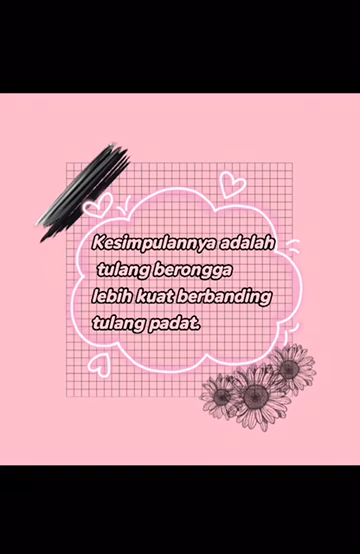 Kesimpulannya adalah
tulang berongga
lebih kuat berbanding
tulang padat.